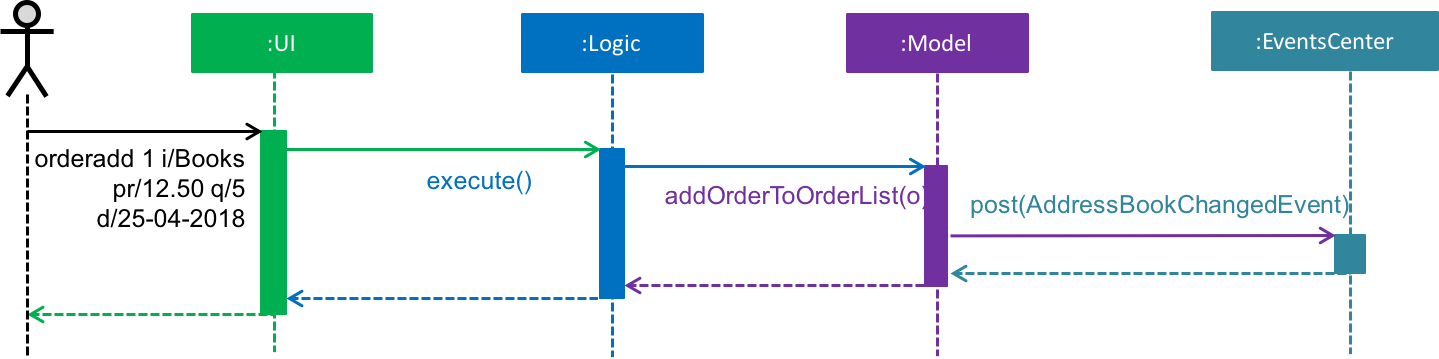 :UI
:Logic
:Model
:EventsCenter
orderadd 1 i/Books
pr/12.50 q/5
d/25-04-2018
execute()
addOrderToOrderList(o)
post(AddressBookChangedEvent)